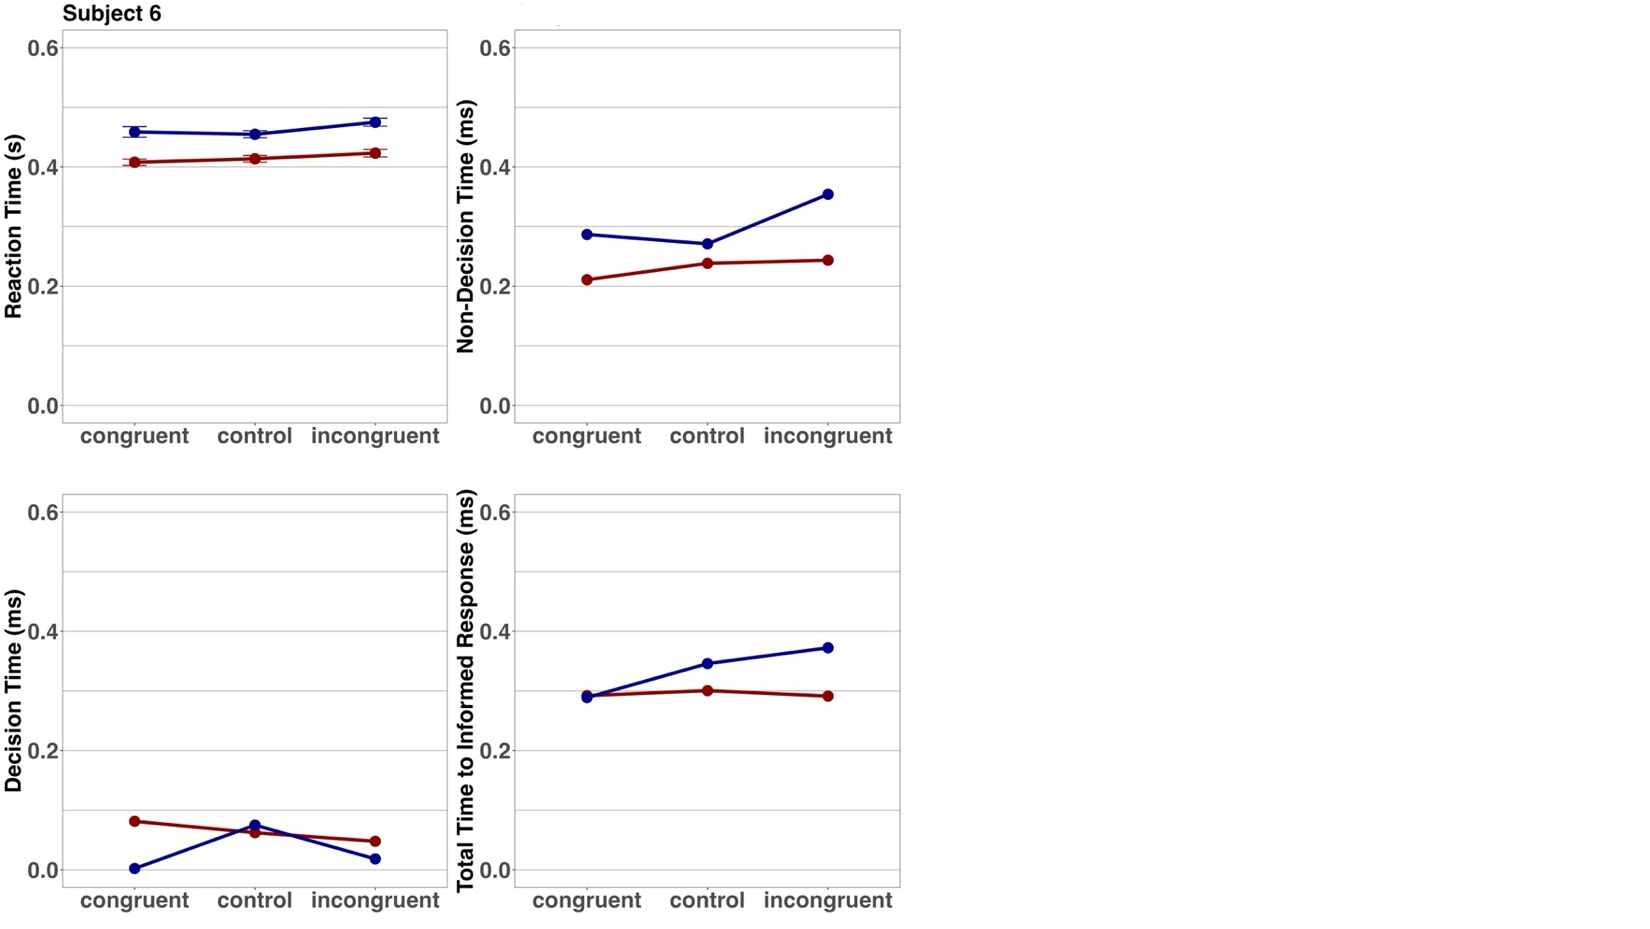 Subject 6
Reaction Time (s)
0.6
0.4
0.2
0.0
congruent control incongruent
Non-Decision Time (ms)
0.6
0.4
0.2
0.0
congruent control incongruent
Decision Time (ms)
0.6
0.4
0.2
0.0
congruent control incongruent
Total Time to Informed Response (ms)
0.6
0.4
0.2
0.0
congruent control incongruent